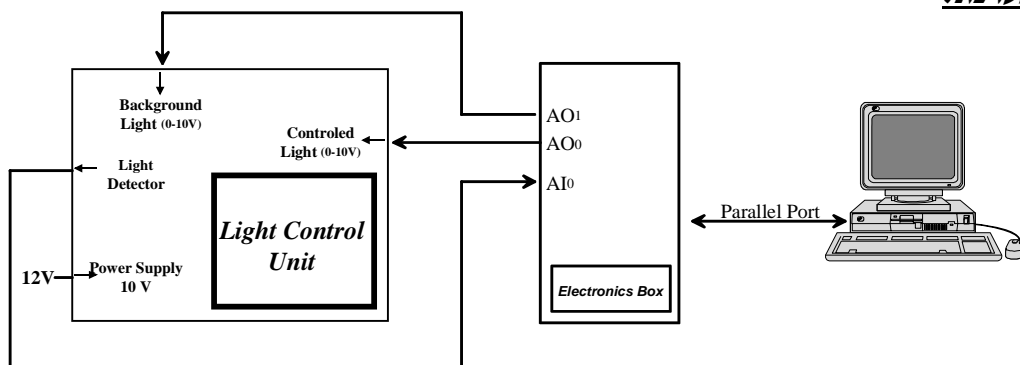 Background
Light (0-10V)
Controled
Light (0-10V)
Light
Detector
Light Control
Unit
12V
Power Supply
10 V
AO1
AO0
AI0
Electronics Box
Parallel Port